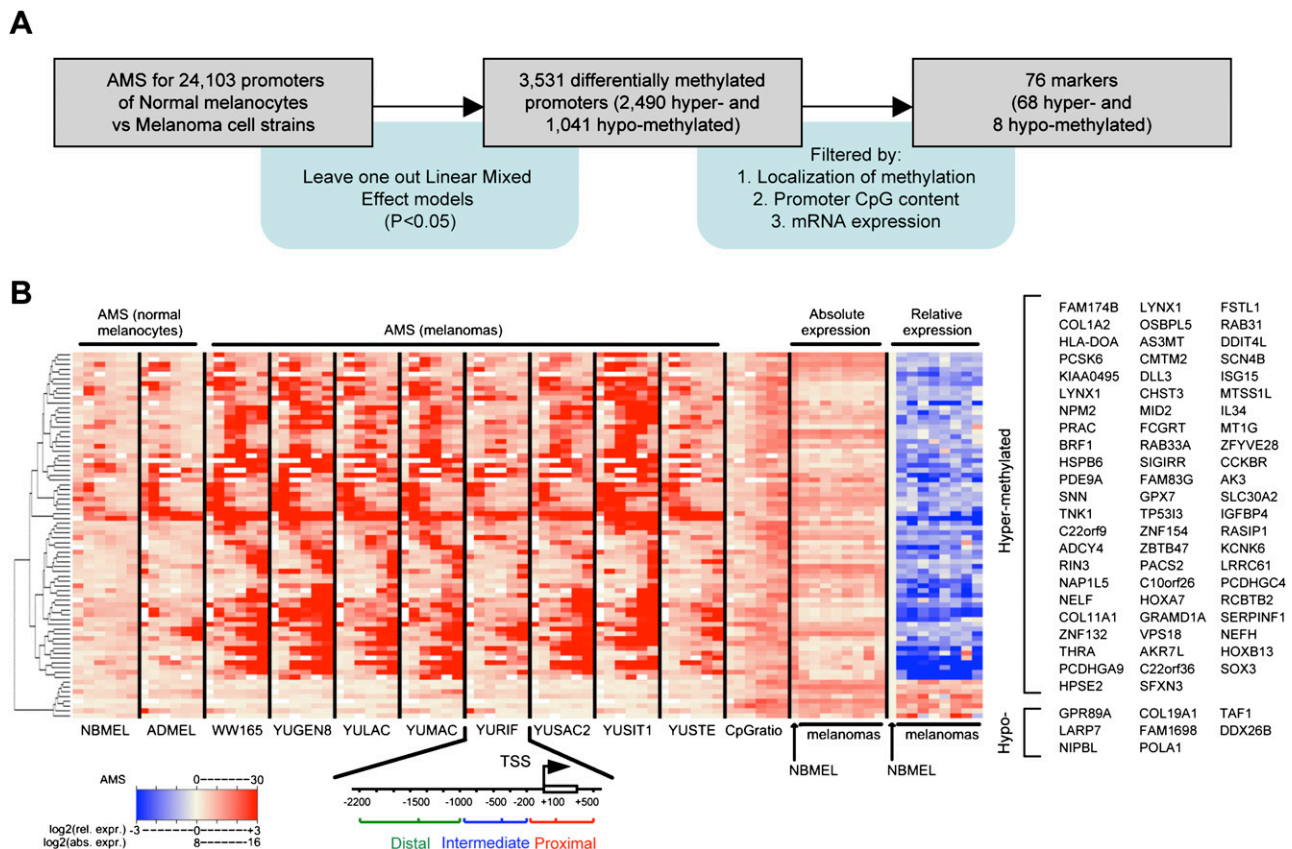 A
AMS for 24,103 promoters
of Normal melanocytes
vs Melanoma cell strains
3,531 differentially methylated
promoters (2,490 hyper- and
1,041 hypo-methylated)
76 markers
(68 hyper- and
8 hypo-methylated)
Leave one out Linear Mixed
Effect models
(P<0.05)
Filtered by:
1. Localization of methylation
2. Promoter CpG content
3. mRNA expression
B
AMS (normal
melanocytes)
AMS (melanomas)
Absolute
expression
Relative
expression
Hyper-methylated
FAM174B LYNX1 FSTL1
COL1A2 OSBPL5 RAB31
HLA-DOA AS3MT DDIT4L
PCSK6 CMTM2 SCN4B
KIAA0495 DLL3 ISG15
LYNX1 CHST3 MTSS1L
NPM2 MID2 IL34
PRAC FCGRT MT1G
BRF1 RAB33A ZFYVE28
HSPB6 SIGIRR CCKBR
PDE9A FAM83G AK3
SNN GPX7 SLC30A2
TNK1 TP53I3 IGFBP4
C22orf9 ZNF154 RASIP1
ADCY4 ZBTB47 KCNK6
RIN3 PACS2 LRRC61
NAP1L5 C10orf26 PCDHGC4
NELF HOXA7 RCBTB2
COL11A1 GRAMD1A SERPINF1
ZNF132 VPS18 NEFH
THRA AKR7L HOXB13
PCDHGA9 C22orf36 SOX3
HPSE2 SFXN3
Hypo-
GPR89A COL19A1 TAF1
LARP7 FAM1698 DDX26B
NIPBL POLA1
NBMEL ADMEL WW165 YUGEN8 YULAC YUMAC YURIF YUSAC2 YUSIT1 YUSTE CpGratio melanomas melanomas
NBMEL NBMEL
TSS
-2200 -1500 -1000 -500 -200 +100 +500
Distal Intermediate Proximal
AMS 0---------30
log2(rel. expr.) -3 ---------0---------+3
log2(abs. expr.) 8---------16